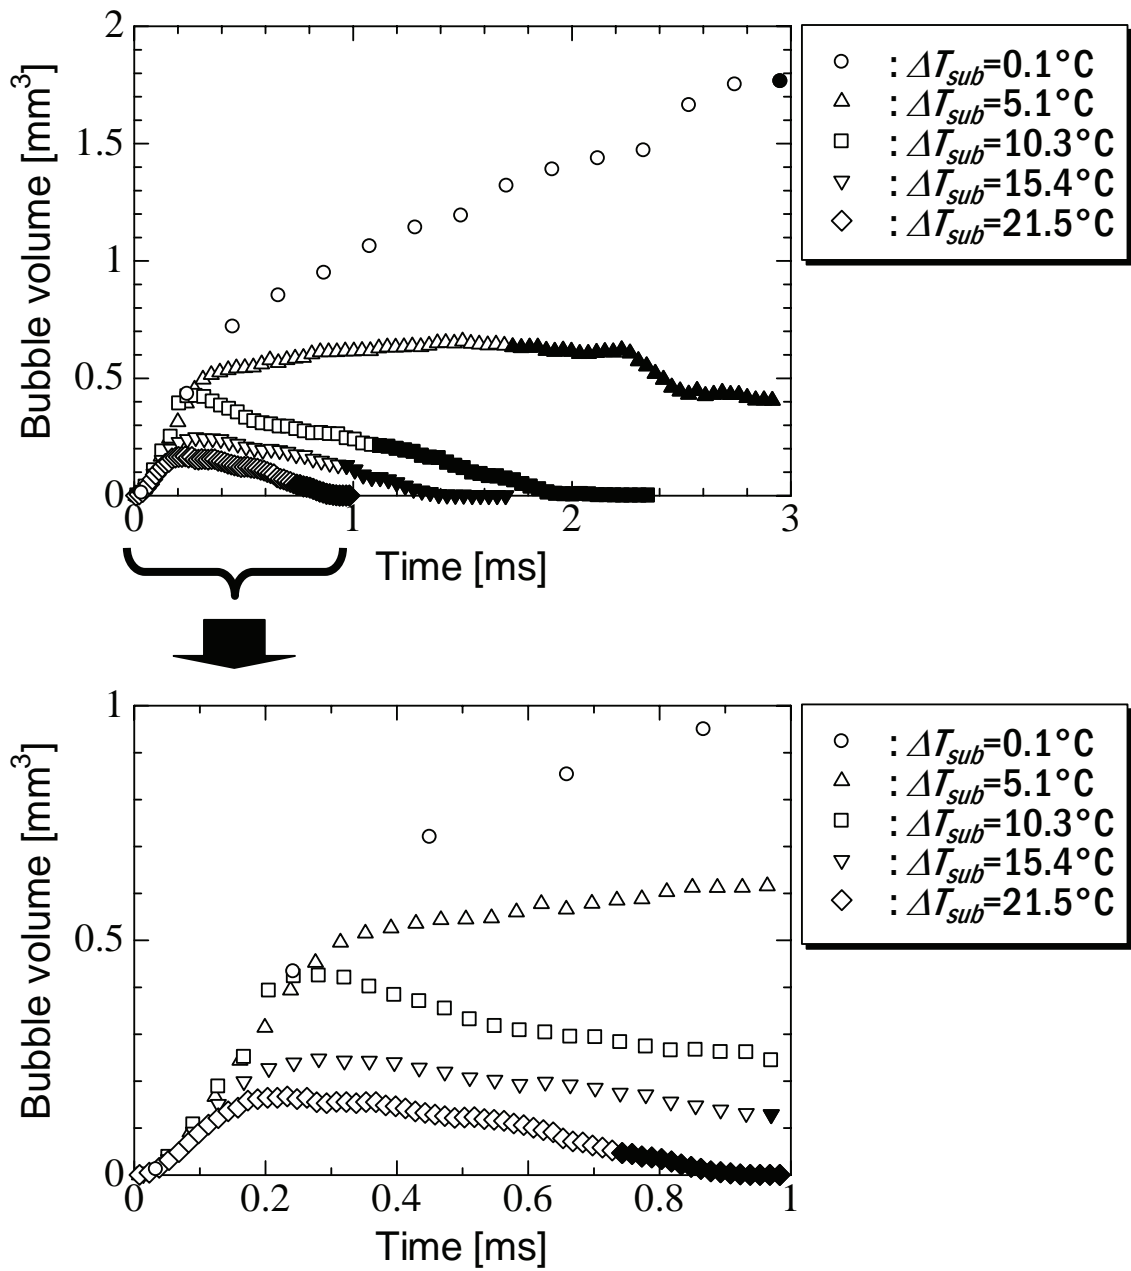 2
1.5
1
0.5
0
Bubble volume [mm³]
0
1
2
3
Time [ms]
: ΔTsub=0.1°C
: ΔTsub=5.1°C
: ΔTsub=10.3°C
: ΔTsub=15.4°C
: ΔTsub=21.5°C
1
0.5
0
Bubble volume [mm³]
0
0.2
0.4
0.6
0.8
1
Time [ms]
: ΔTsub=0.1°C
: ΔTsub=5.1°C
: ΔTsub=10.3°C
: ΔTsub=15.4°C
: ΔTsub=21.5°C